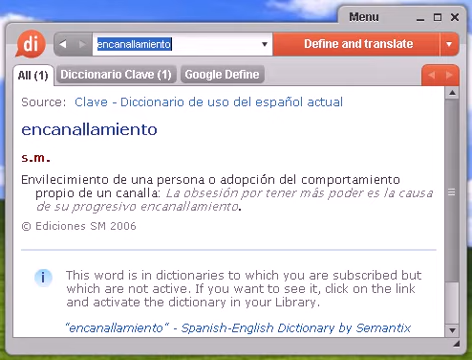 Menu
di
encanallamiento
Define and translate
All (1)
Diccionario Clave (1)
Google Define
Source: Clave - Diccionario de uso del español actual
encanallamiento
s.m.
Envilecimiento de una persona o adopción del comportamiento
propio de un canalla: La obsesión por tener más poder es la causa
de su progresivo encanallamiento.
© Ediciones SM 2006
i
This word is in dictionaries to which you are subscribed but
which are not active. If you want to see it, click on the link
and activate the dictionary in your Library.
"encanallamiento" - Spanish-English Dictionary by Semantix